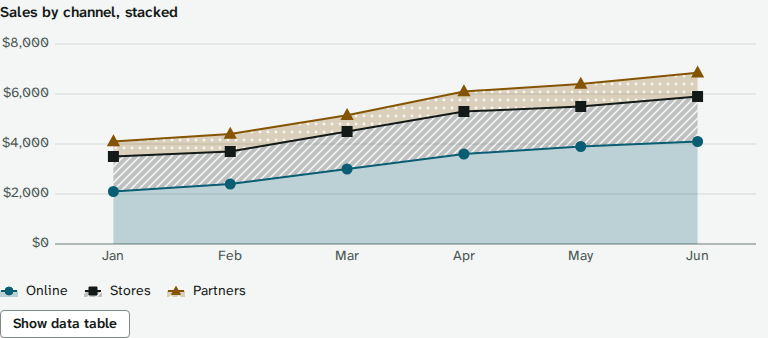 Sales by channel, stacked
$8,000
$6,000
$4,000
$2,000
$0
Jan Feb Mar Apr May Jun
Online Stores Partners
Show data table